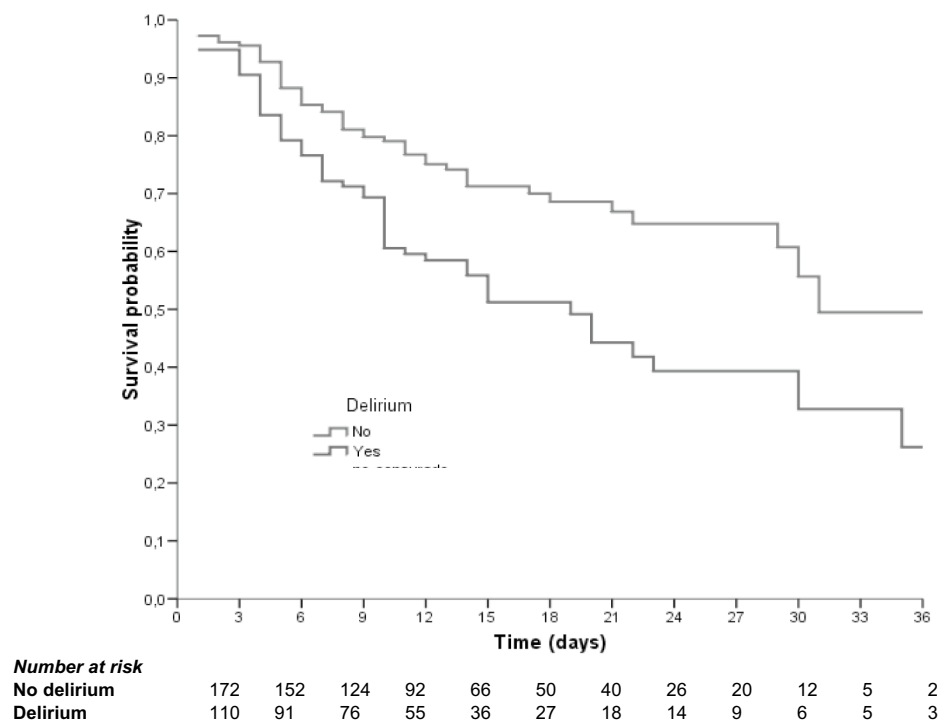 1,0
0,9
0,8
0,7
0,6
0,5
0,4
0,3
0,2
0,1
0,0
Survival probability
Delirium
No
Yes
0 3 6 9 12 15 18 21 24 27 30 33 36
Time (days)
Number at risk
No delirium 172 152 124 92 66 50 40 26 20 12 5 2
Delirium 110 91 76 55 36 27 18 14 9 6 5 3